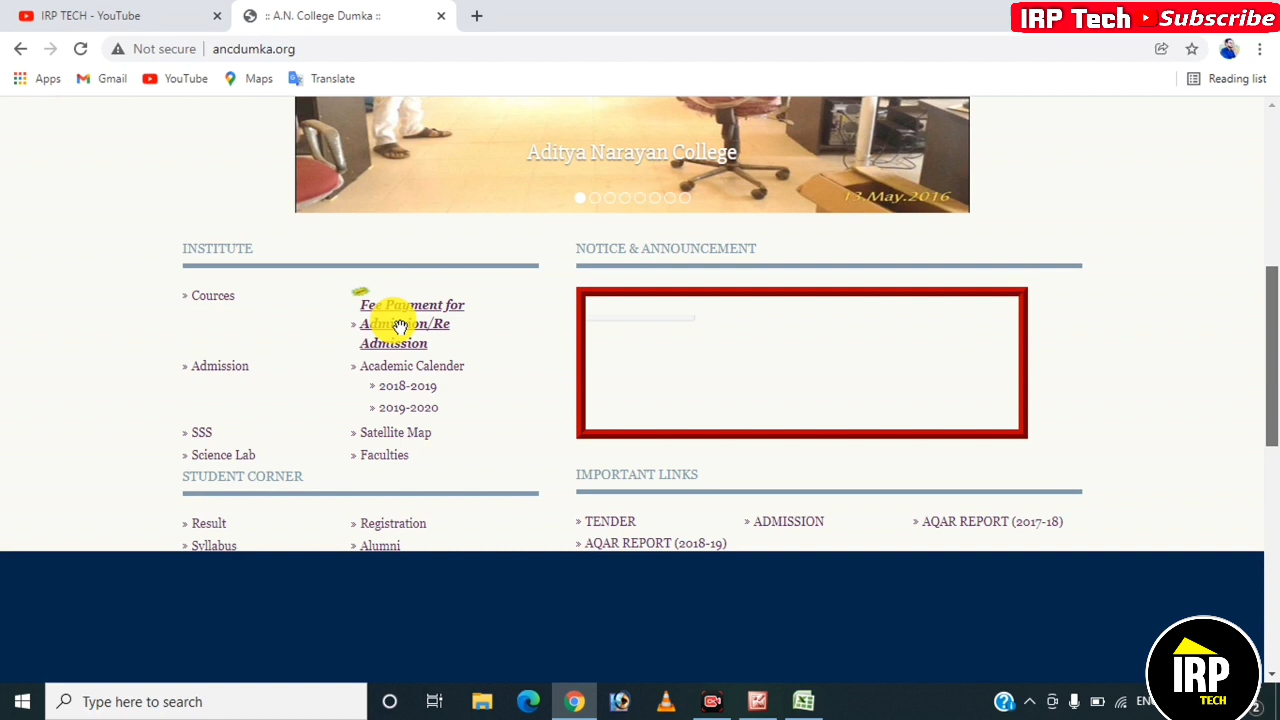 IRP TECH - YouTube
:: A.N. College Dumka ::
IRP Tech Subscribe
Not secure
ancdumka.org
Apps
Gmail
YouTube
Maps
Translate
Reading list
Aditya Narayan College
13.May.2016
INSTITUTE
» Cources
Fee Payment for
» Admission/Re
Admission
» Admission
» Academic Calender
» 2018-2019
» 2019-2020
» SSS
» Satellite Map
» Science Lab
» Faculties
STUDENT CORNER
» Result
» Registration
» Syllabus
» Alumni
NOTICE & ANNOUNCEMENT
IMPORTANT LINKS
» TENDER
» ADMISSION
» AQAR REPORT (2017-18)
» AQAR REPORT (2018-19)
Type here to search
IRP
TECH
2